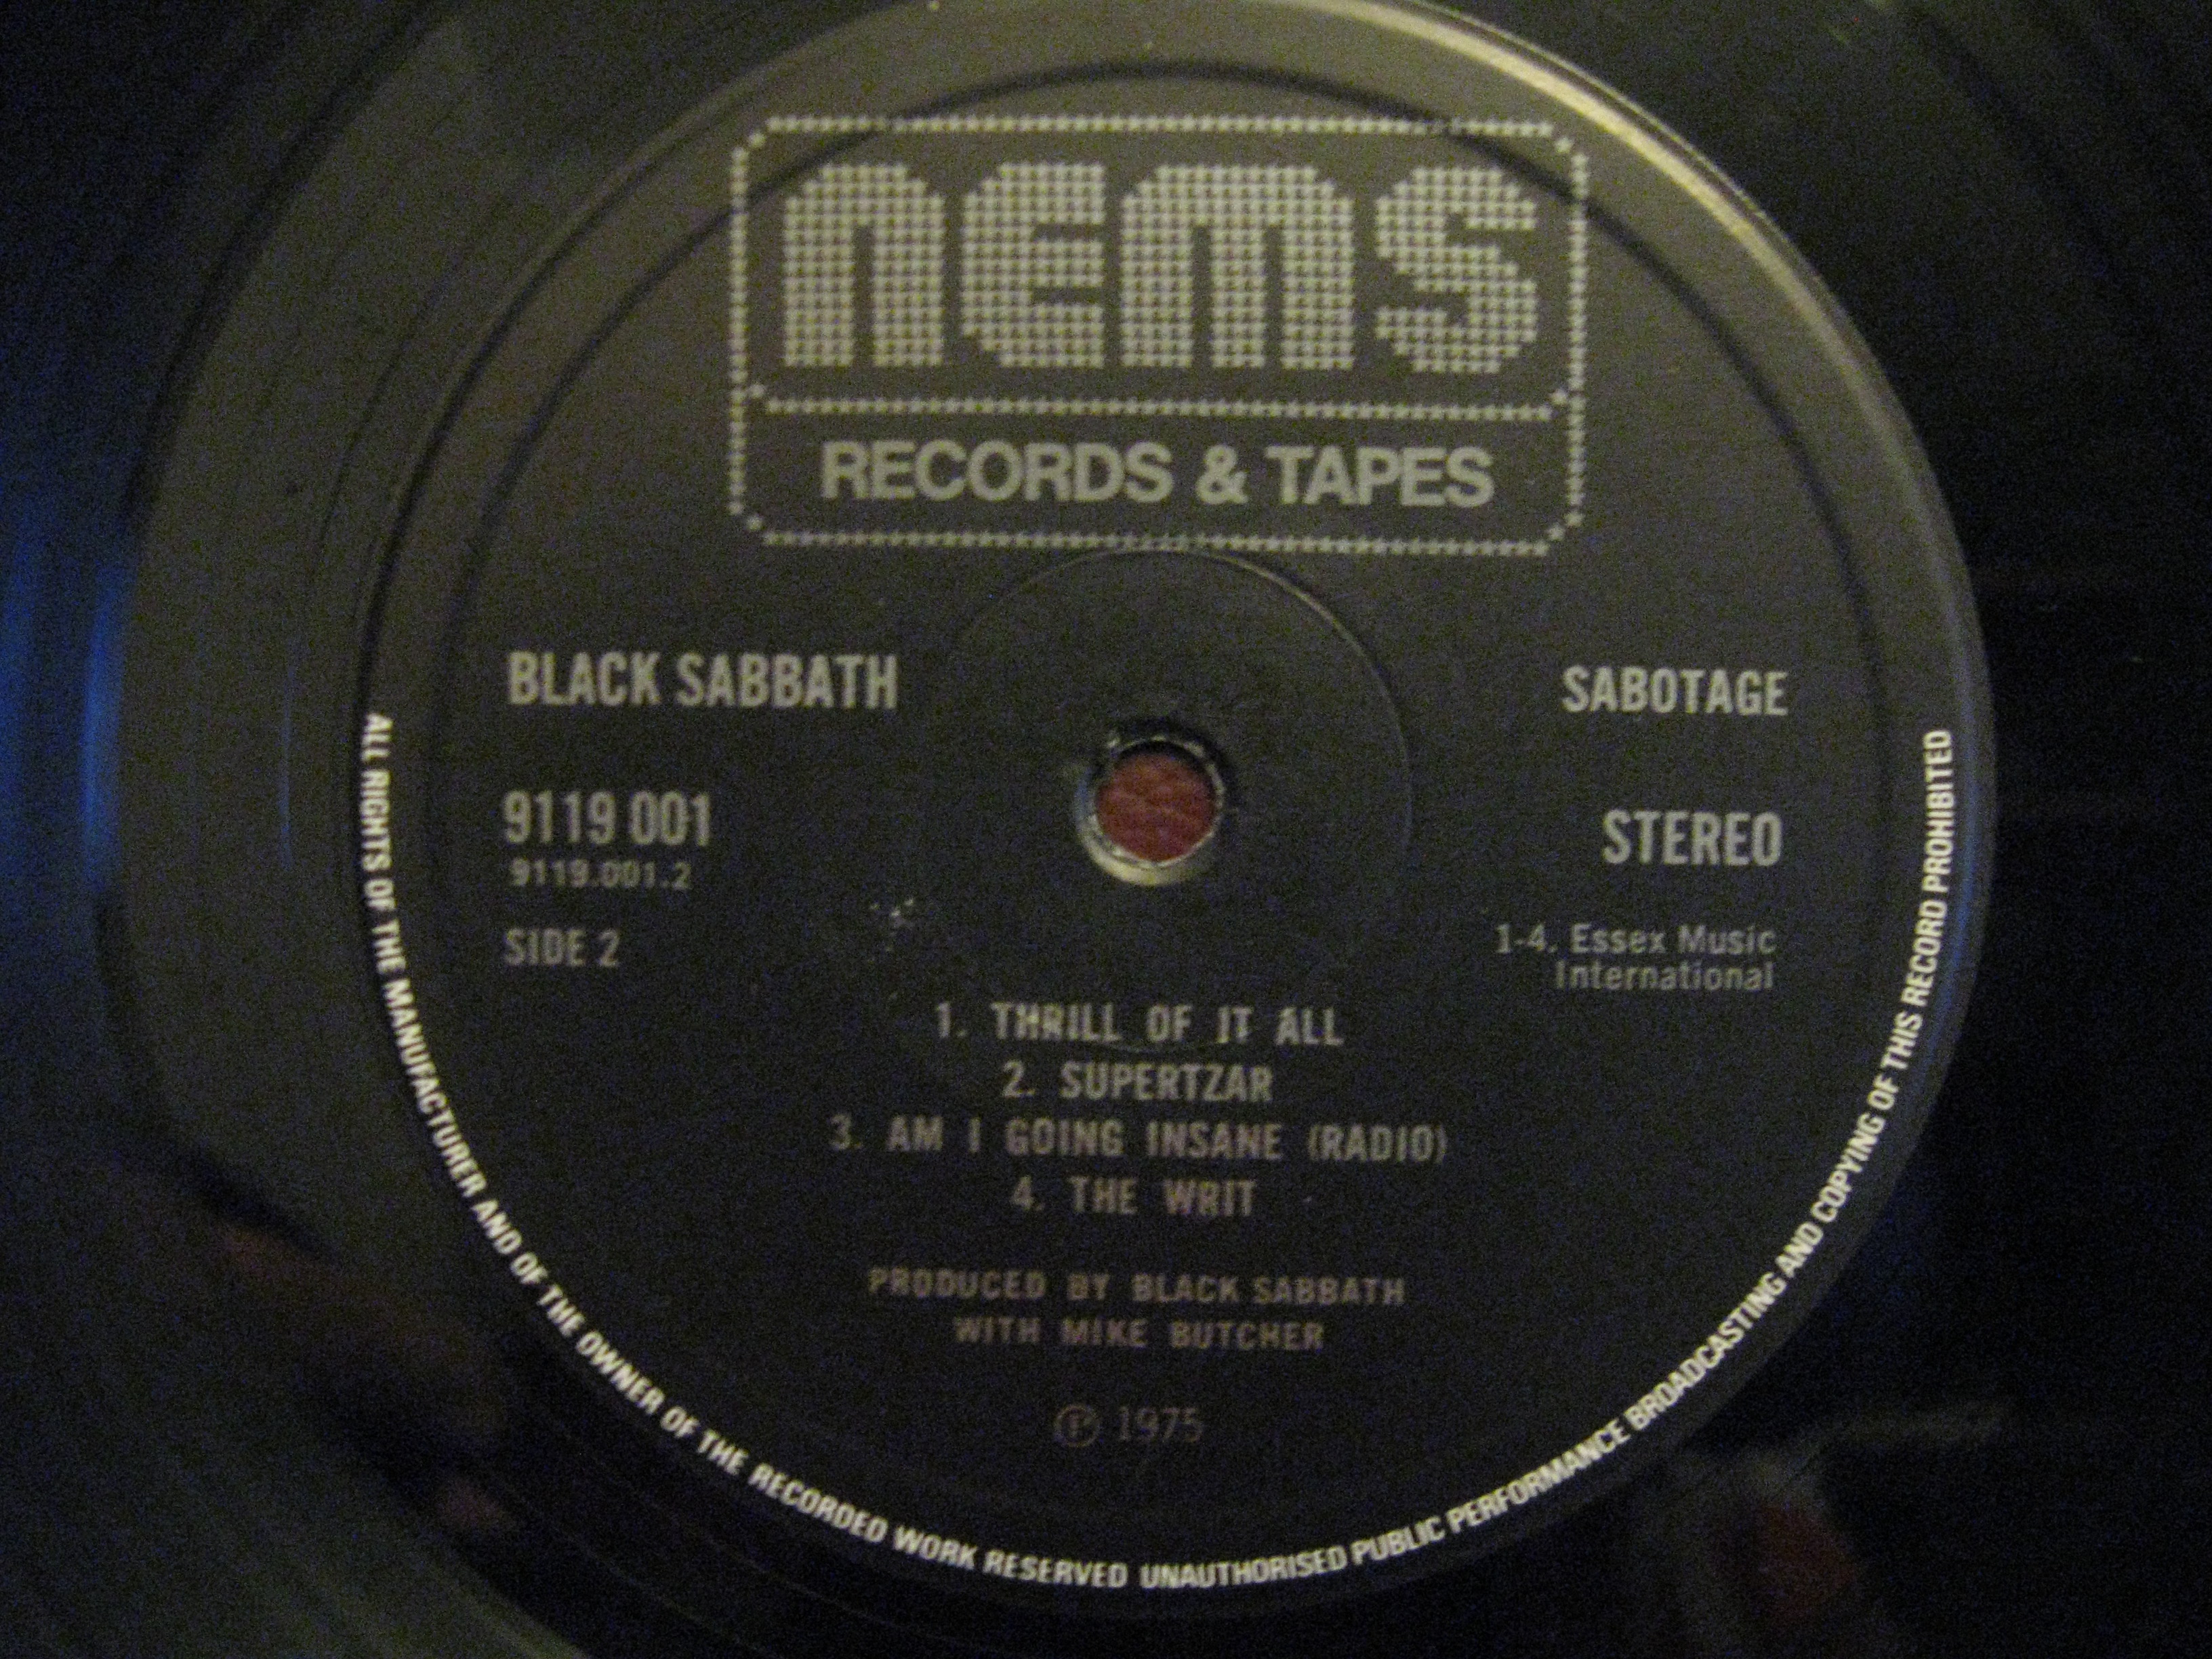 nems
RECORDS & TAPES
BLACK SABBATH
SABOTAGE
9119 001
9119.001.2
STEREO
SIDE 2
1-4. Essex Music
International
1. THRILL OF IT ALL
2. SUPERTZAR
3. AM I GOING INSANE (RADIO)
4. THE WRIT
PRODUCED BY BLACK SABBATH
WITH MIKE BUTCHER
℗ 1975
ALL RIGHTS OF THE MANUFACTURER AND OF THE OWNER OF THE RECORDED WORK RESERVED UNAUTHORISED PUBLIC PERFORMANCE BROADCASTING AND COPYING OF THIS RECORD PROHIBITED